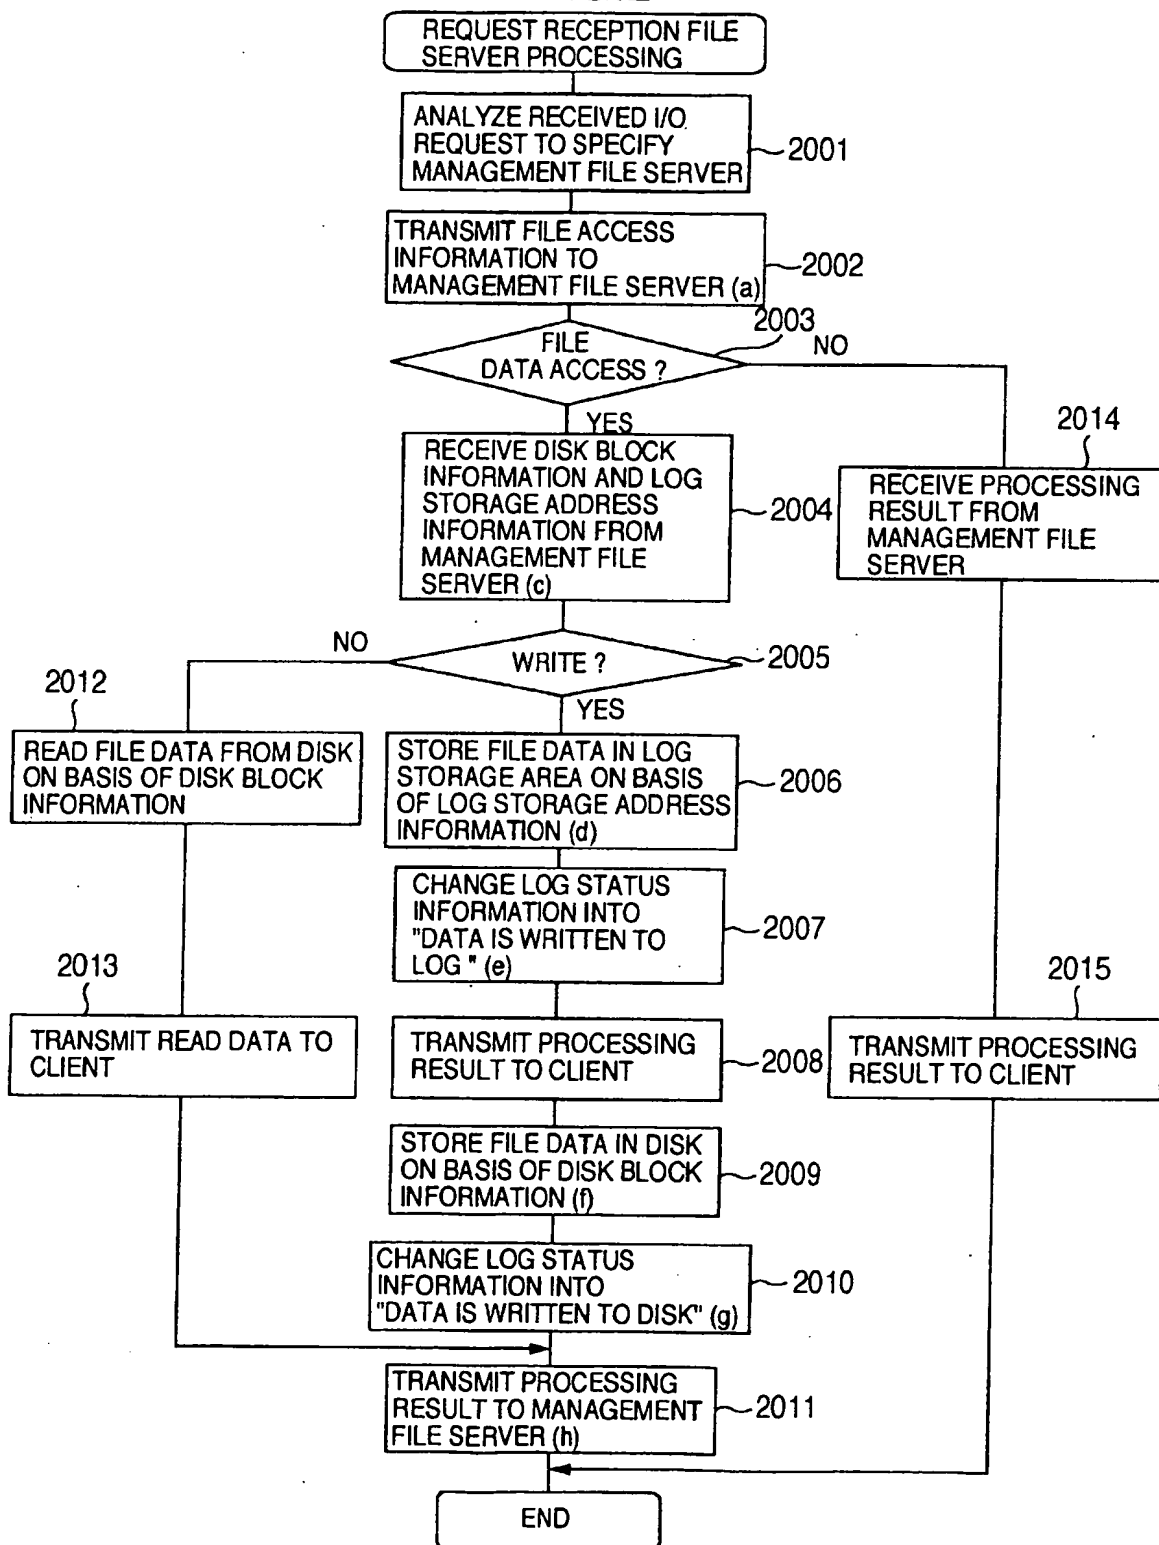 REQUEST RECEPTION FILE
SERVER PROCESSING
ANALYZE RECEIVED I/O
REQUEST TO SPECIFY
MANAGEMENT FILE SERVER
2001
TRANSMIT FILE ACCESS
INFORMATION TO
MANAGEMENT FILE SERVER (a)
2002
2003
FILE
DATA ACCESS ?
NO
YES
2014
RECEIVE DISK BLOCK
INFORMATION AND LOG
STORAGE ADDRESS
INFORMATION FROM
MANAGEMENT FILE
SERVER (c)
2004
RECEIVE PROCESSING
RESULT FROM
MANAGEMENT FILE
SERVER
NO
WRITE ?
2005
YES
2012
READ FILE DATA FROM DISK
ON BASIS OF DISK BLOCK
INFORMATION
STORE FILE DATA IN LOG
STORAGE AREA ON BASIS
OF LOG STORAGE ADDRESS
INFORMATION (d)
2006
CHANGE LOG STATUS
INFORMATION INTO
"DATA IS WRITTEN TO
LOG " (e)
2007
2013
TRANSMIT READ DATA TO
CLIENT
TRANSMIT PROCESSING
RESULT TO CLIENT
2008
2015
TRANSMIT PROCESSING
RESULT TO CLIENT
STORE FILE DATA IN DISK
ON BASIS OF DISK BLOCK
INFORMATION (f)
2009
CHANGE LOG STATUS
INFORMATION INTO
"DATA IS WRITTEN TO DISK" (g)
2010
TRANSMIT PROCESSING
RESULT TO MANAGEMENT
FILE SERVER (h)
2011
END